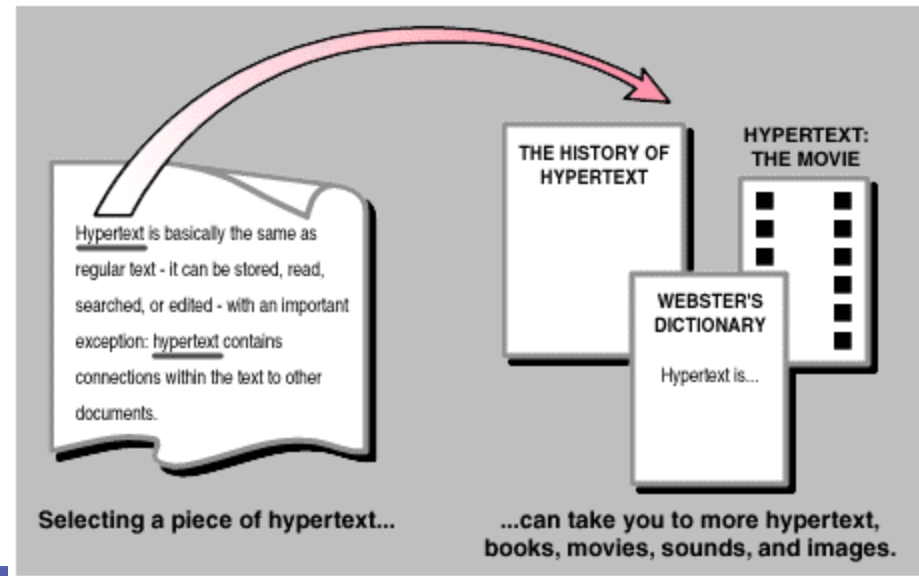 Hypertext is basically the same as
regular text - it can be stored, read,
searched, or edited - with an important
exception: hypertext contains
connections within the text to other
documents.
Selecting a piece of hypertext...
THE HISTORY OF
HYPERTEXT
HYPERTEXT:
THE MOVIE
WEBSTER'S
DICTIONARY
Hypertext is...
...can take you to more hypertext,
books, movies, sounds, and images.